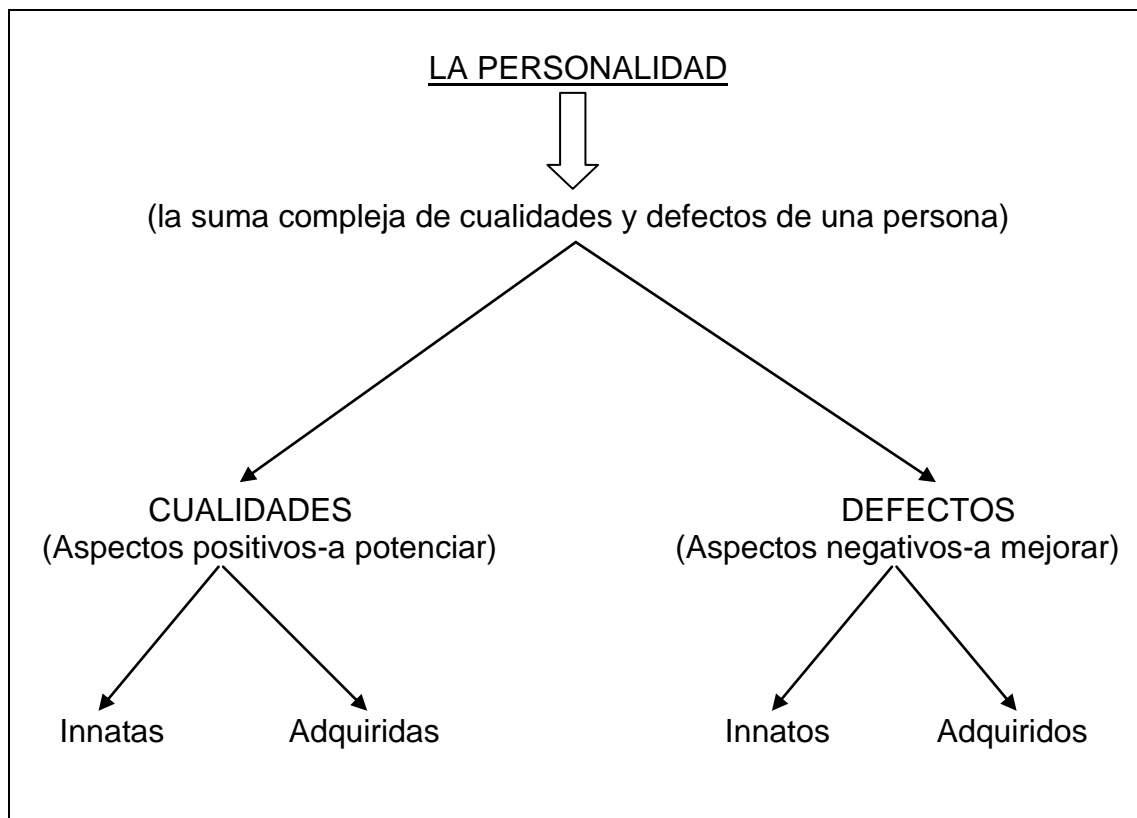 LA PERSONALIDAD
(la suma compleja de cualidades y defectos de una persona)
CUALIDADES
(Aspectos positivos-a potenciar)
DEFECTOS
(Aspectos negativos-a mejorar)
Innatas
Adquiridas
Innatos
Adquiridos